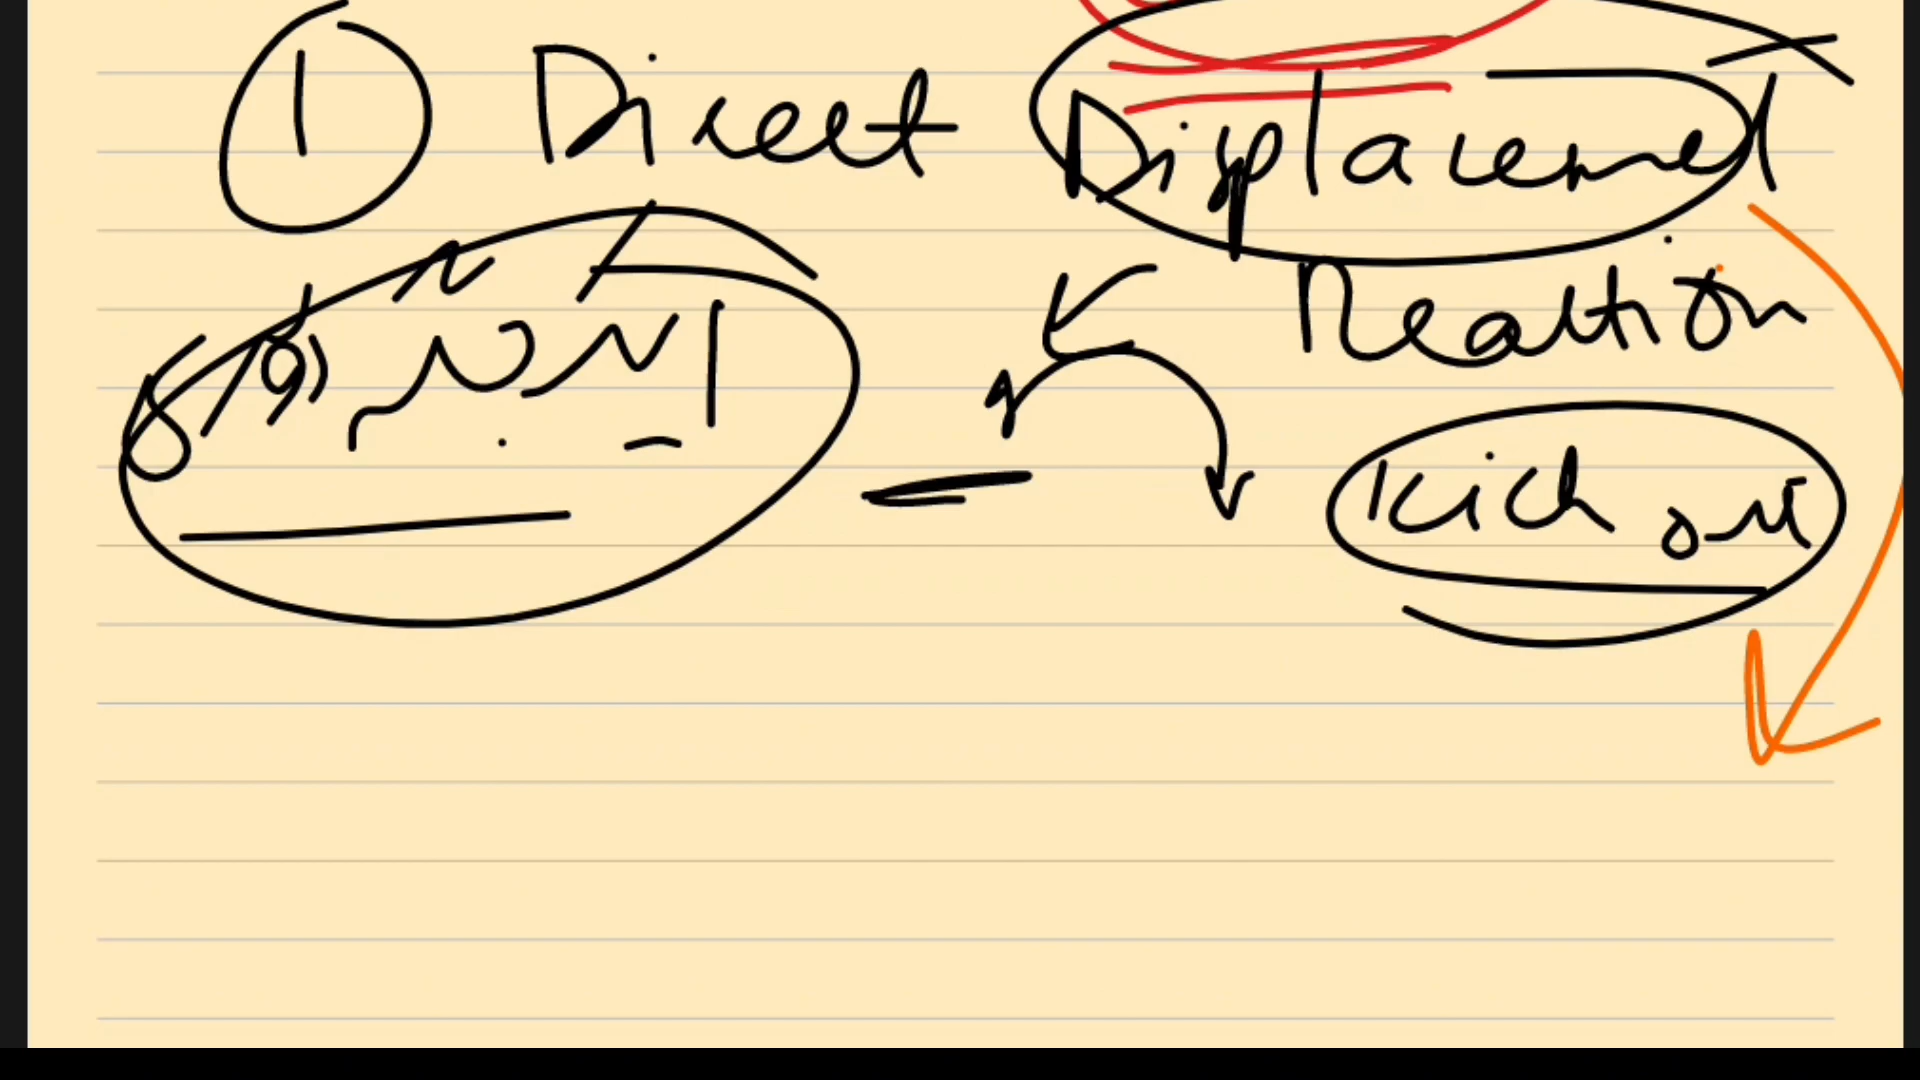 1 Direct Displacement
Reaction
Kick out